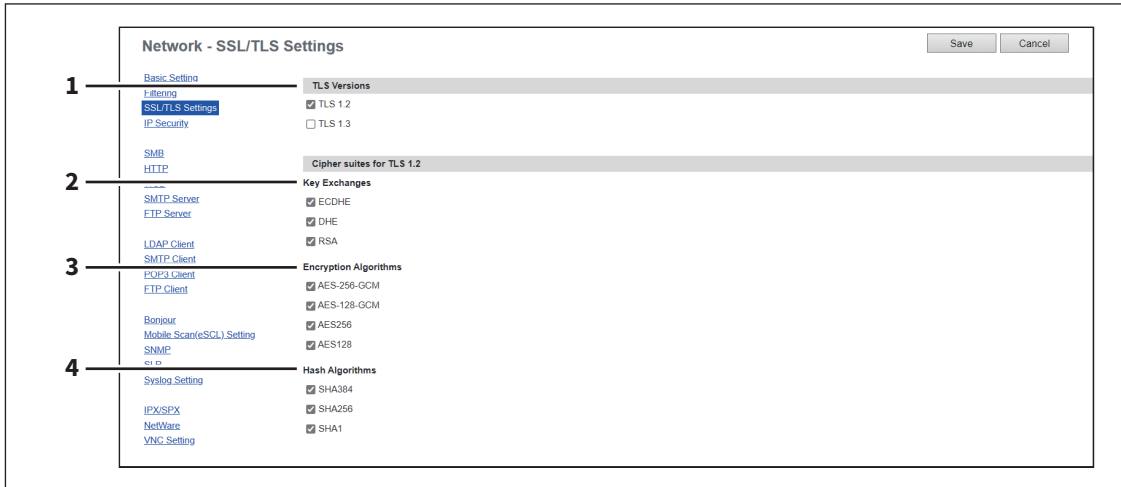 Network - SSL/TLS Settings
Save Cancel
Basic Setting
1
TLS Versions
Filtering
SSL/TLS Settings
TLS 1.2
IP Security
TLS 1.3
SMB
HTTP
Cipher suites for TLS 1.2
2
Key Exchanges
SMTP Server
ECDHE
FTP Server
DHE
RSA
LDAP Client
SMTP Client
3
Encryption Algorithms
POP3 Client
FTP Client
AES-256-GCM
AES-128-GCM
Bonjour
AES256
Mobile Scan(eSCL) Setting
AES128
SNMP
4
Hash Algorithms
Syslog Setting
SHA384
IPX/SPX
SHA256
NetWare
SHA1
VNC Setting